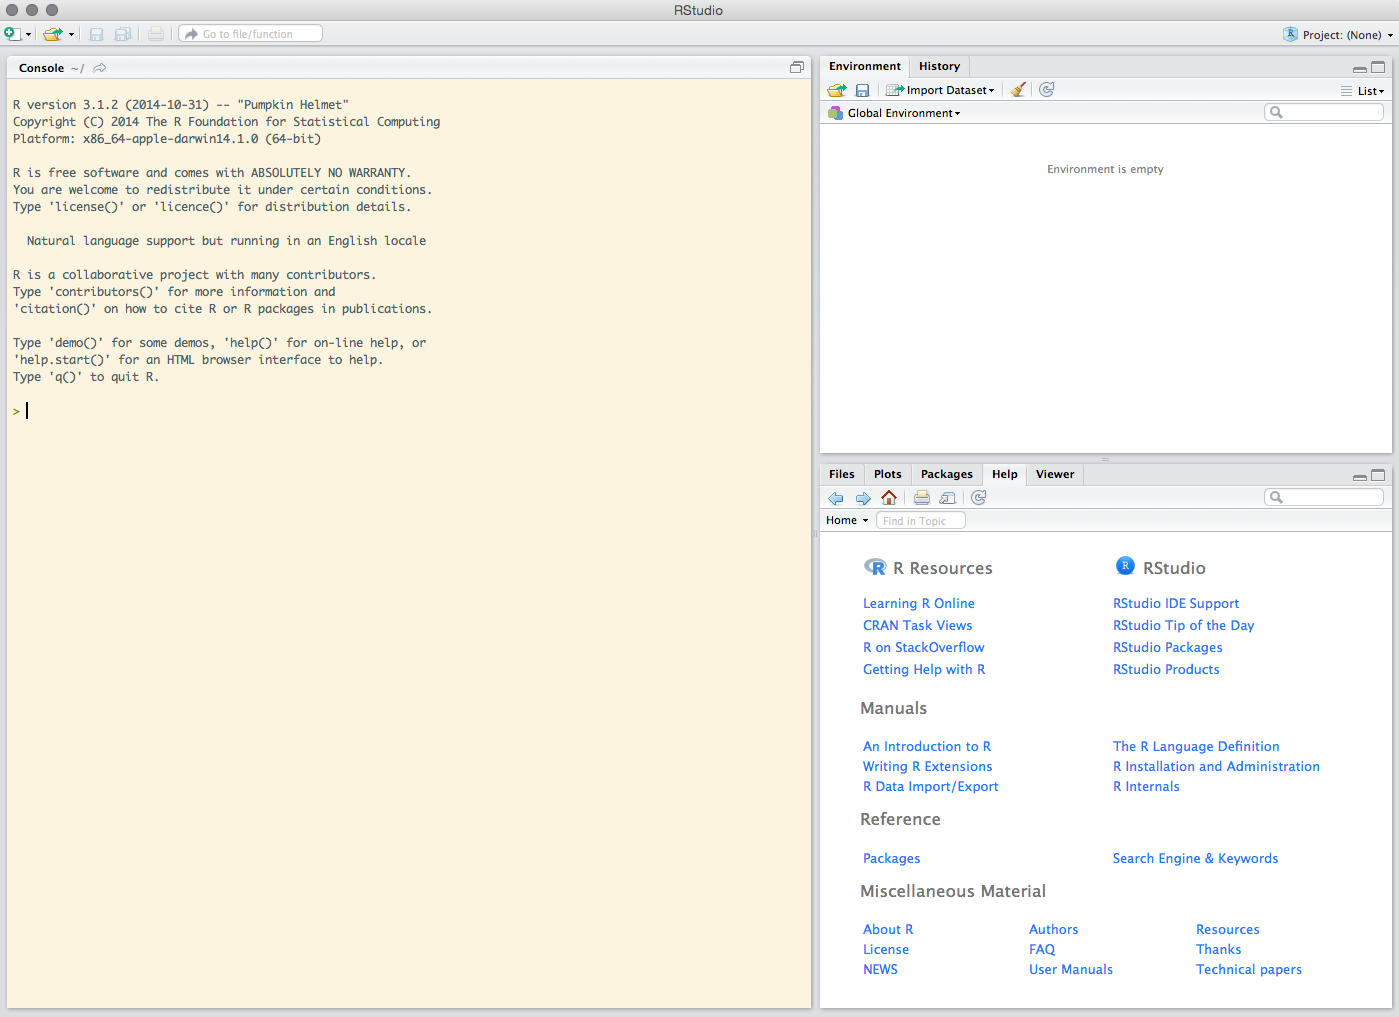 RStudio
Go to file/function
Project: (None)
Console ~/
R version 3.1.2 (2014-10-31) -- "Pumpkin Helmet"
Copyright (C) 2014 The R Foundation for Statistical Computing
Platform: x86_64-apple-darwin14.1.0 (64-bit)
R is free software and comes with ABSOLUTELY NO WARRANTY.
You are welcome to redistribute it under certain conditions.
Type 'license()' or 'licence()' for distribution details.
Natural language support but running in an English locale
R is a collaborative project with many contributors.
Type 'contributors()' for more information and
'citation()' on how to cite R or R packages in publications.
Type 'demo()' for some demos, 'help()' for on-line help, or
'help.start()' for an HTML browser interface to help.
Type 'q()' to quit R.
>
Environment History
Import Dataset List
Global Environment
Environment is empty
Files Plots Packages Help Viewer
Home Find in Topic
R Resources RStudio
Learning R Online RStudio IDE Support
CRAN Task Views RStudio Tip of the Day
R on StackOverflow RStudio Packages
Getting Help with R RStudio Products
Manuals
An Introduction to R The R Language Definition
Writing R Extensions R Installation and Administration
R Data Import/Export R Internals
Reference
Packages Search Engine & Keywords
Miscellaneous Material
About R Authors Resources
License FAQ Thanks
NEWS User Manuals Technical papers